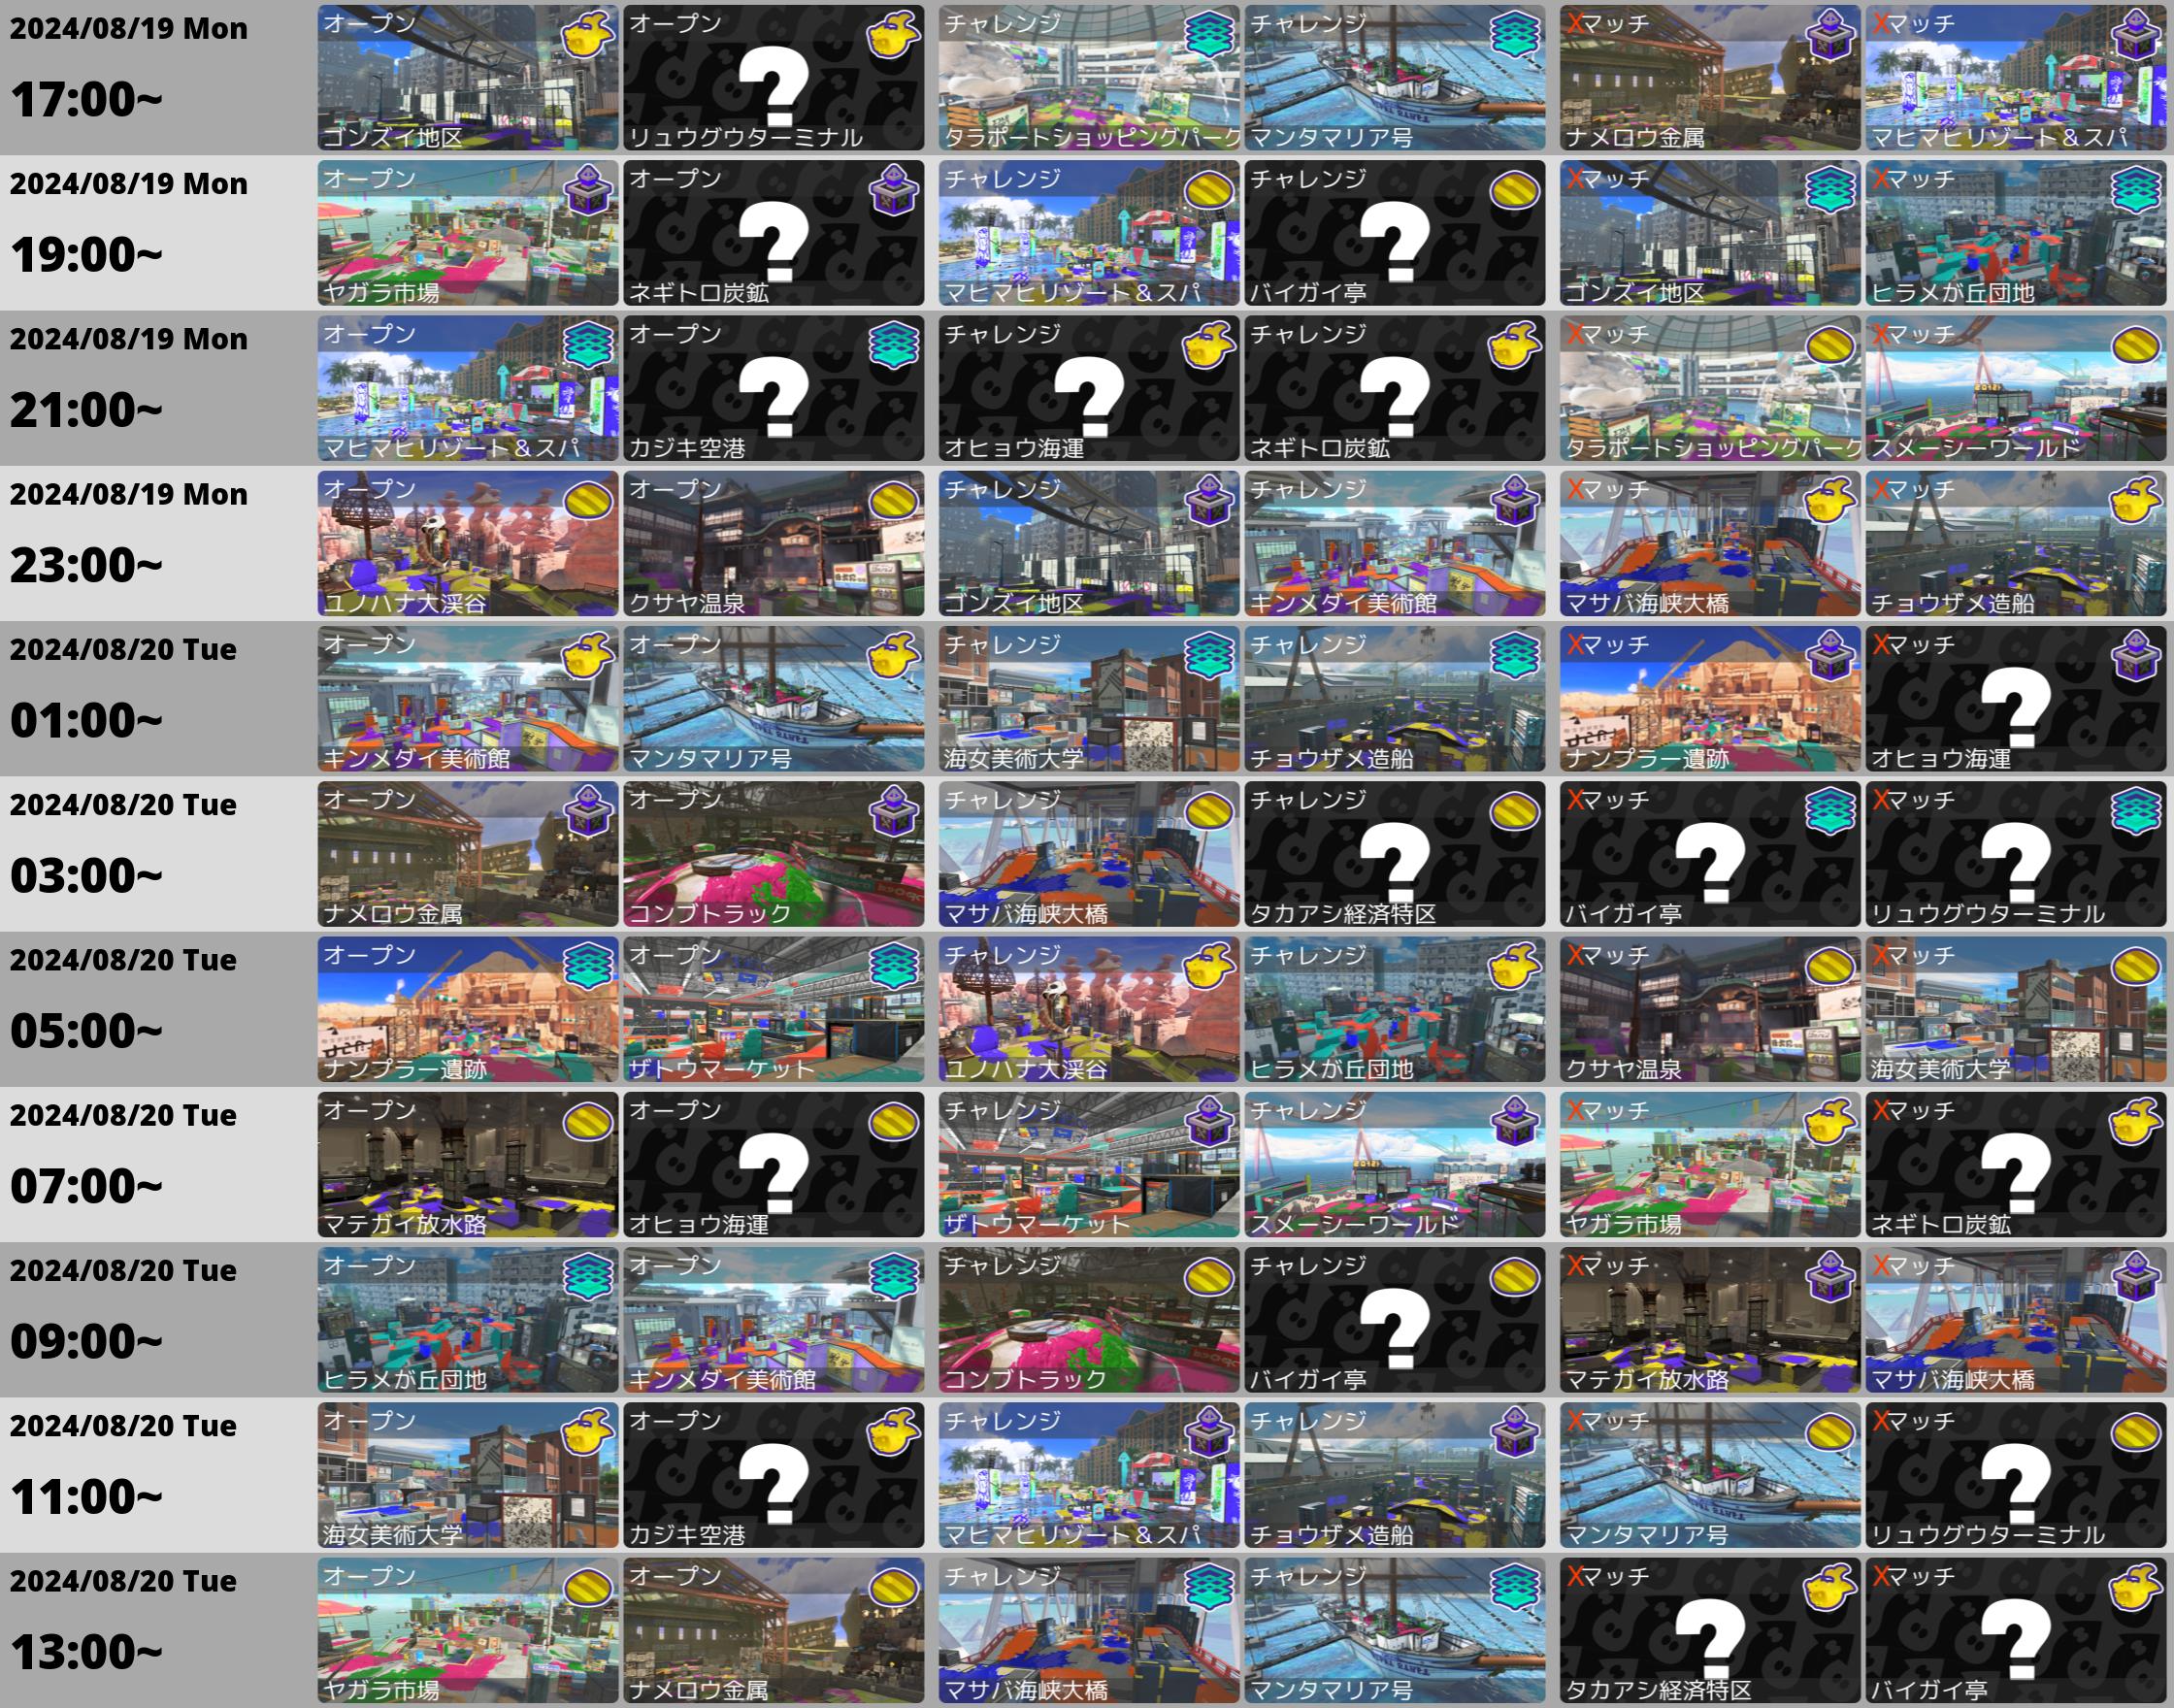 2024/08/19 Mon
17:00~
オープン オープン チャレンジ チャレンジ Xマッチ Xマッチ
ゴンズイ地区 リュウグウターミナル タラポートショッピングパーク マンタマリア号 ナメロウ金属 マヒマヒリゾート＆スパ
2024/08/19 Mon
19:00~
オープン オープン チャレンジ チャレンジ Xマッチ Xマッチ
ヤガラ市場 ネギトロ炭鉱 マヒマヒリゾート＆スパ バイガイ亭 ゴンズイ地区 ヒラメが丘団地
2024/08/19 Mon
21:00~
オープン オープン チャレンジ チャレンジ Xマッチ Xマッチ
マヒマヒリゾート＆スパ カジキ空港 オヒョウ海運 ネギトロ炭鉱 タラポートショッピングパーク スメーシーワールド
2024/08/19 Mon
23:00~
オープン オープン チャレンジ チャレンジ Xマッチ Xマッチ
ユノハナ大渓谷 クサヤ温泉 ゴンズイ地区 キンメダイ美術館 マサバ海峡大橋 チョウザメ造船
2024/08/20 Tue
01:00~
オープン オープン チャレンジ チャレンジ Xマッチ Xマッチ
キンメダイ美術館 マンタマリア号 海女美術大学 チョウザメ造船 ナンプラー遺跡 オヒョウ海運
2024/08/20 Tue
03:00~
オープン オープン チャレンジ チャレンジ Xマッチ Xマッチ
ナメロウ金属 コンブトラック マサバ海峡大橋 タカアシ経済特区 バイガイ亭 リュウグウターミナル
2024/08/20 Tue
05:00~
オープン オープン チャレンジ チャレンジ Xマッチ Xマッチ
ナンプラー遺跡 ザトウマーケット ユノハナ大渓谷 ヒラメが丘団地 クサヤ温泉 海女美術大学
2024/08/20 Tue
07:00~
オープン オープン チャレンジ チャレンジ Xマッチ Xマッチ
マテガイ放水路 オヒョウ海運 ザトウマーケット スメーシーワールド ヤガラ市場 ネギトロ炭鉱
2024/08/20 Tue
09:00~
オープン オープン チャレンジ チャレンジ Xマッチ Xマッチ
ヒラメが丘団地 キンメダイ美術館 コンブトラック バイガイ亭 マテガイ放水路 マサバ海峡大橋
2024/08/20 Tue
11:00~
オープン オープン チャレンジ チャレンジ Xマッチ Xマッチ
海女美術大学 カジキ空港 マヒマヒリゾート＆スパ チョウザメ造船 マンタマリア号 リュウグウターミナル
2024/08/20 Tue
13:00~
オープン オープン チャレンジ チャレンジ Xマッチ Xマッチ
ヤガラ市場 ナメロウ金属 マサバ海峡大橋 マンタマリア号 タカアシ経済特区 バイガイ亭